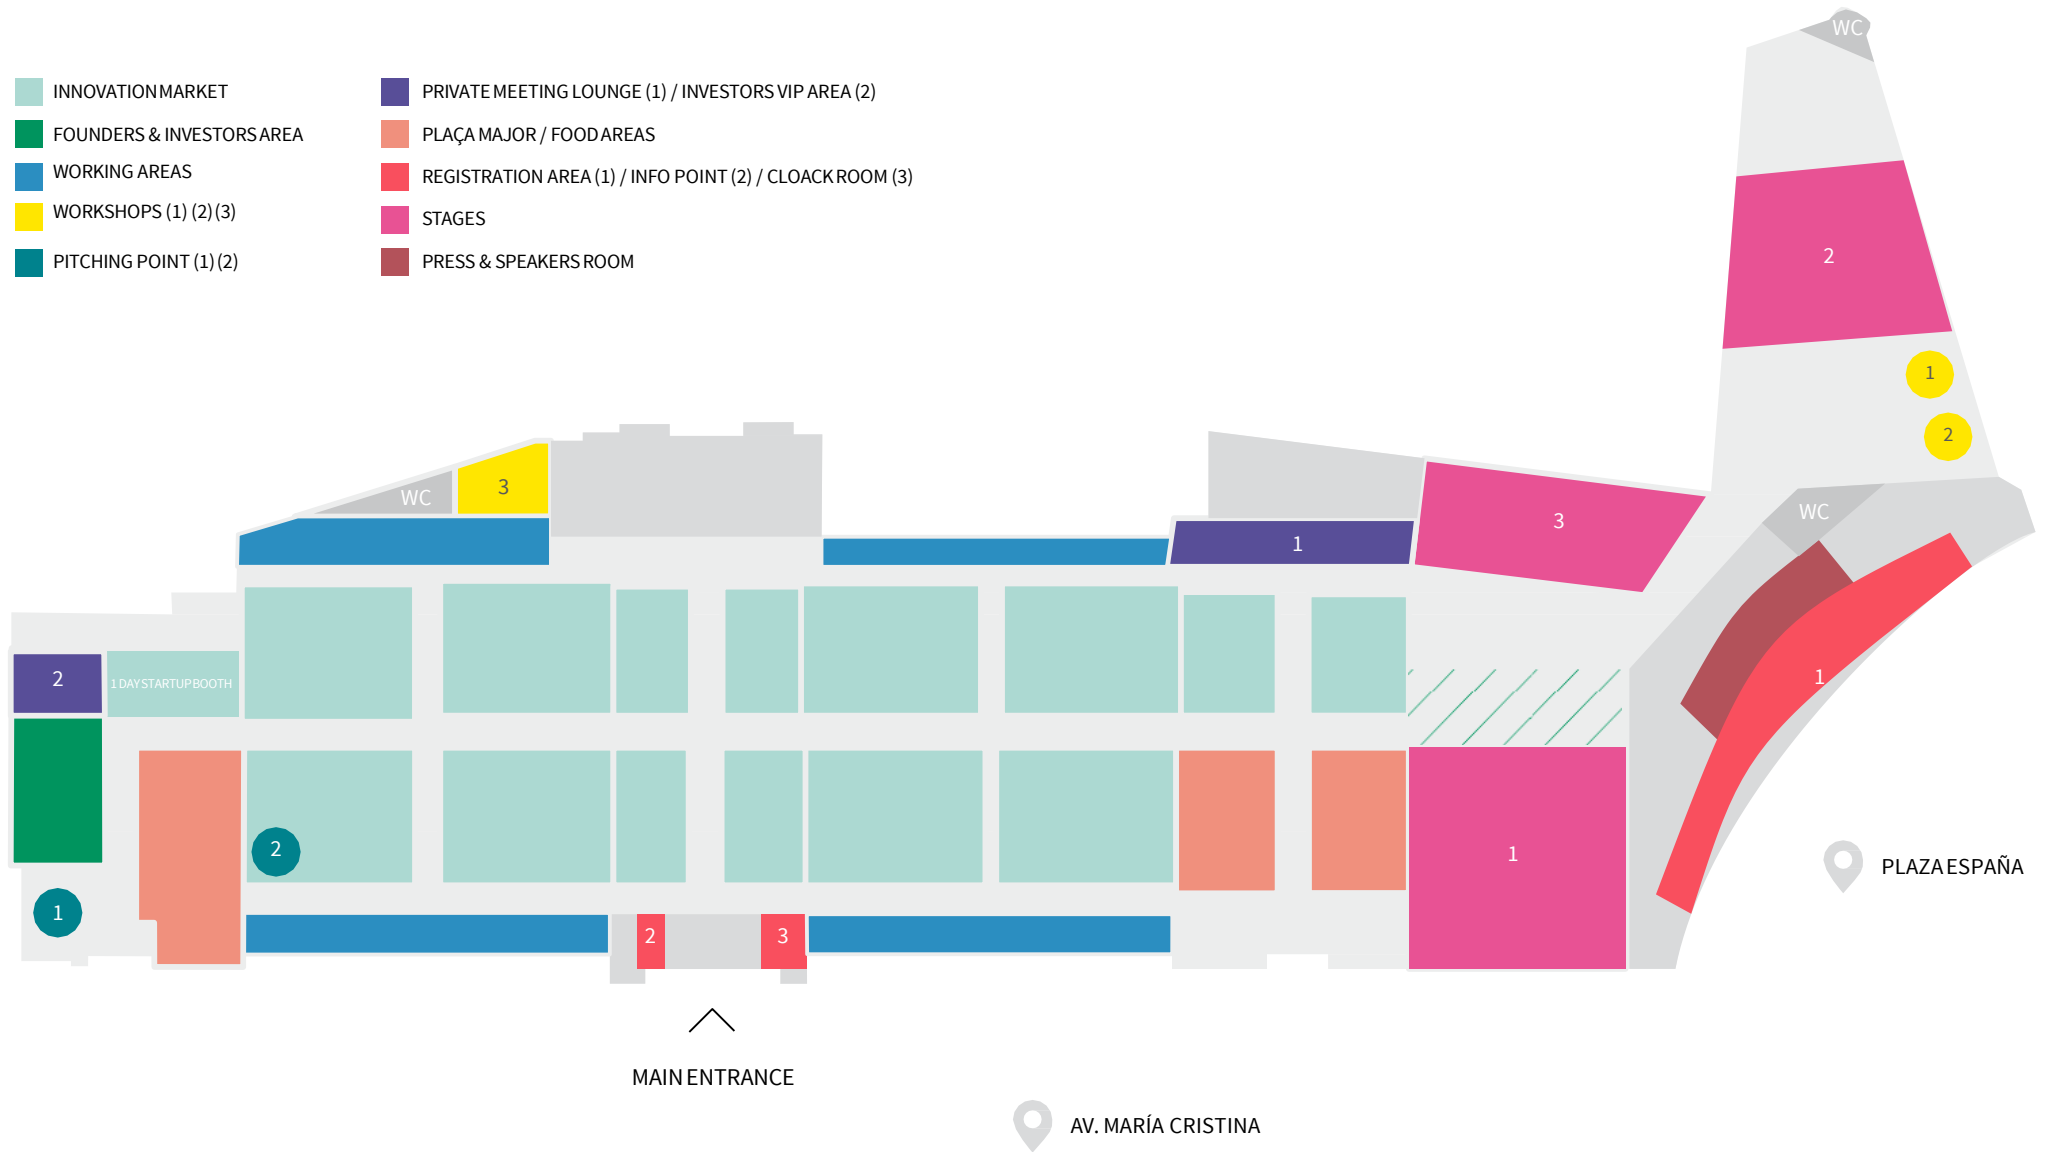 INNOVATION MARKET
FOUNDERS & INVESTORS AREA
WORKING AREAS
WORKSHOPS (1) (2) (3)
PITCHING POINT (1) (2)
PRIVATE MEETING LOUNGE (1) / INVESTORS VIP AREA (2)
PLAÇA MAJOR / FOOD AREAS
REGISTRATION AREA (1) / INFO POINT (2) / CLOACK ROOM (3)
STAGES
PRESS & SPEAKERS ROOM
WC
2
1
2
3
WC
3
WC
1
2
1 DAY STARTUP BOOTH
1
2
1
1
2
3
PLAZA ESPAÑA
MAIN ENTRANCE
AV. MARÍA CRISTINA